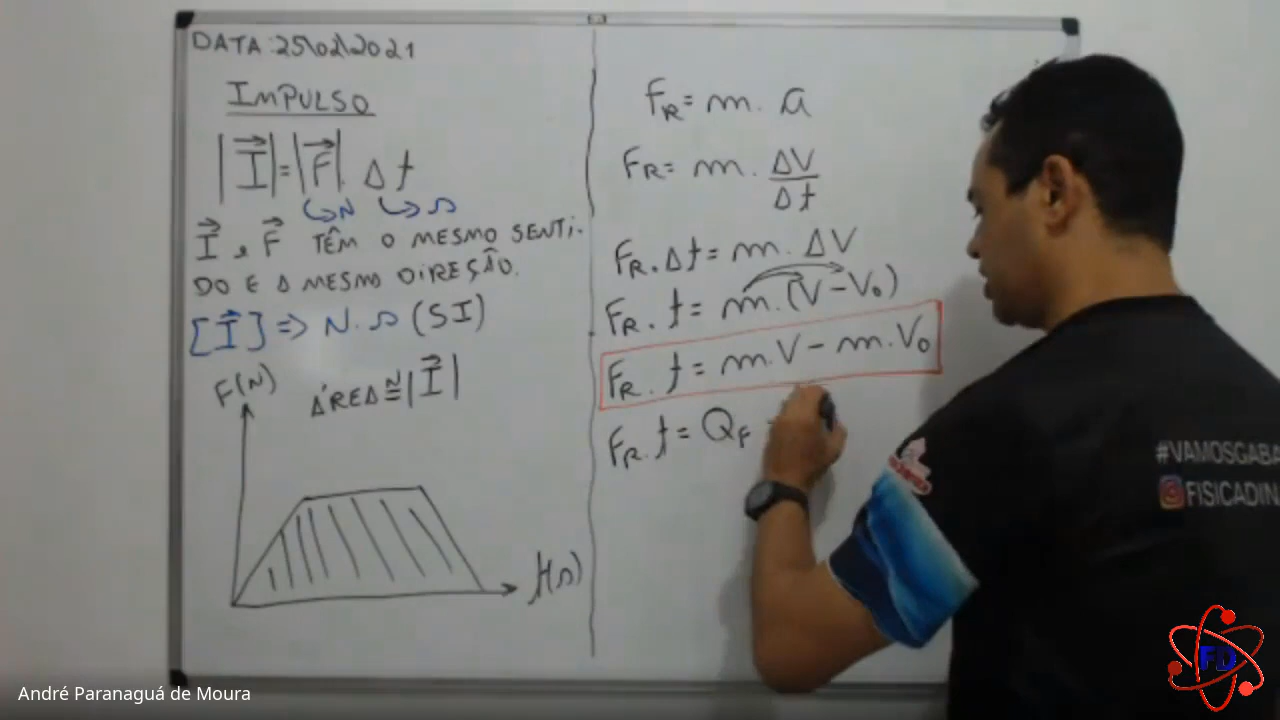 DATA: 25\02\2021
IMPULSO
|I⃗| = |F⃗|. Δt
↳N ↳s
I⃗ e F⃗ TÊM O MESMO SENTI-
DO E A MESMA DIREÇÃO.
[I⃗] => N.s (SI)
F(N)
ÁREA ≅ᴺ |I⃗|
t(s)
FR = m. a
FR = m. ΔV/Δt
FR. Δt = m. ΔV
FR. t = m. (V - V₀)
FR. t = m.V - m.V₀
FR. t = QF -
#VAMOSGABA
FISICADIN
FD
André Paranaguá de Moura